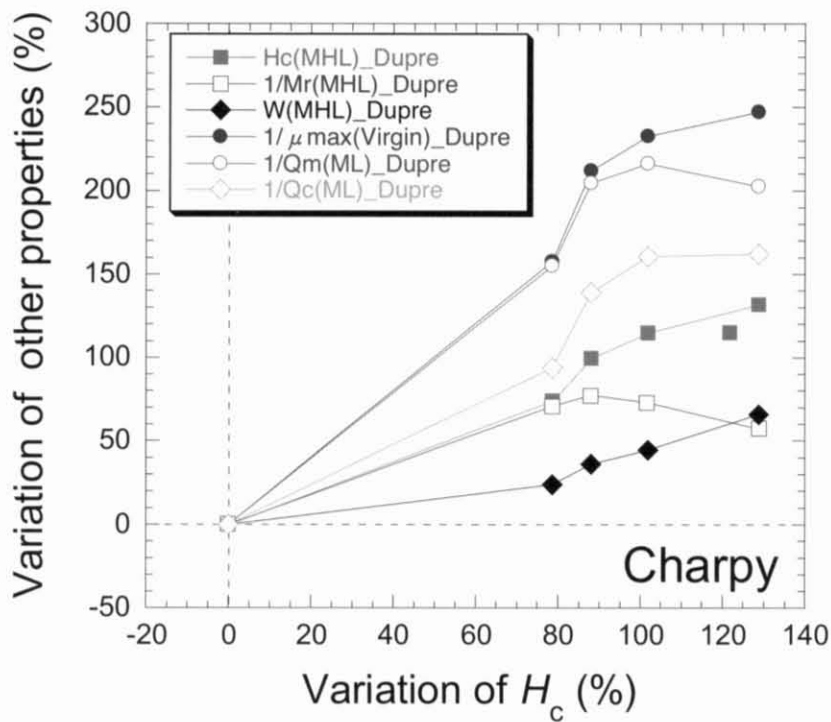 300
250
200
150
100
50
0
-50
Variation of other properties (%)
Hc(MHL)_Dupre
1/Mr(MHL)_Dupre
W(MHL)_Dupre
1/ μ max(Virgin)_Dupre
1/Qm(ML)_Dupre
1/Qc(ML)_Dupre
Charpy
-20 0 20 40 60 80 100 120 140
Variation of Hc (%)